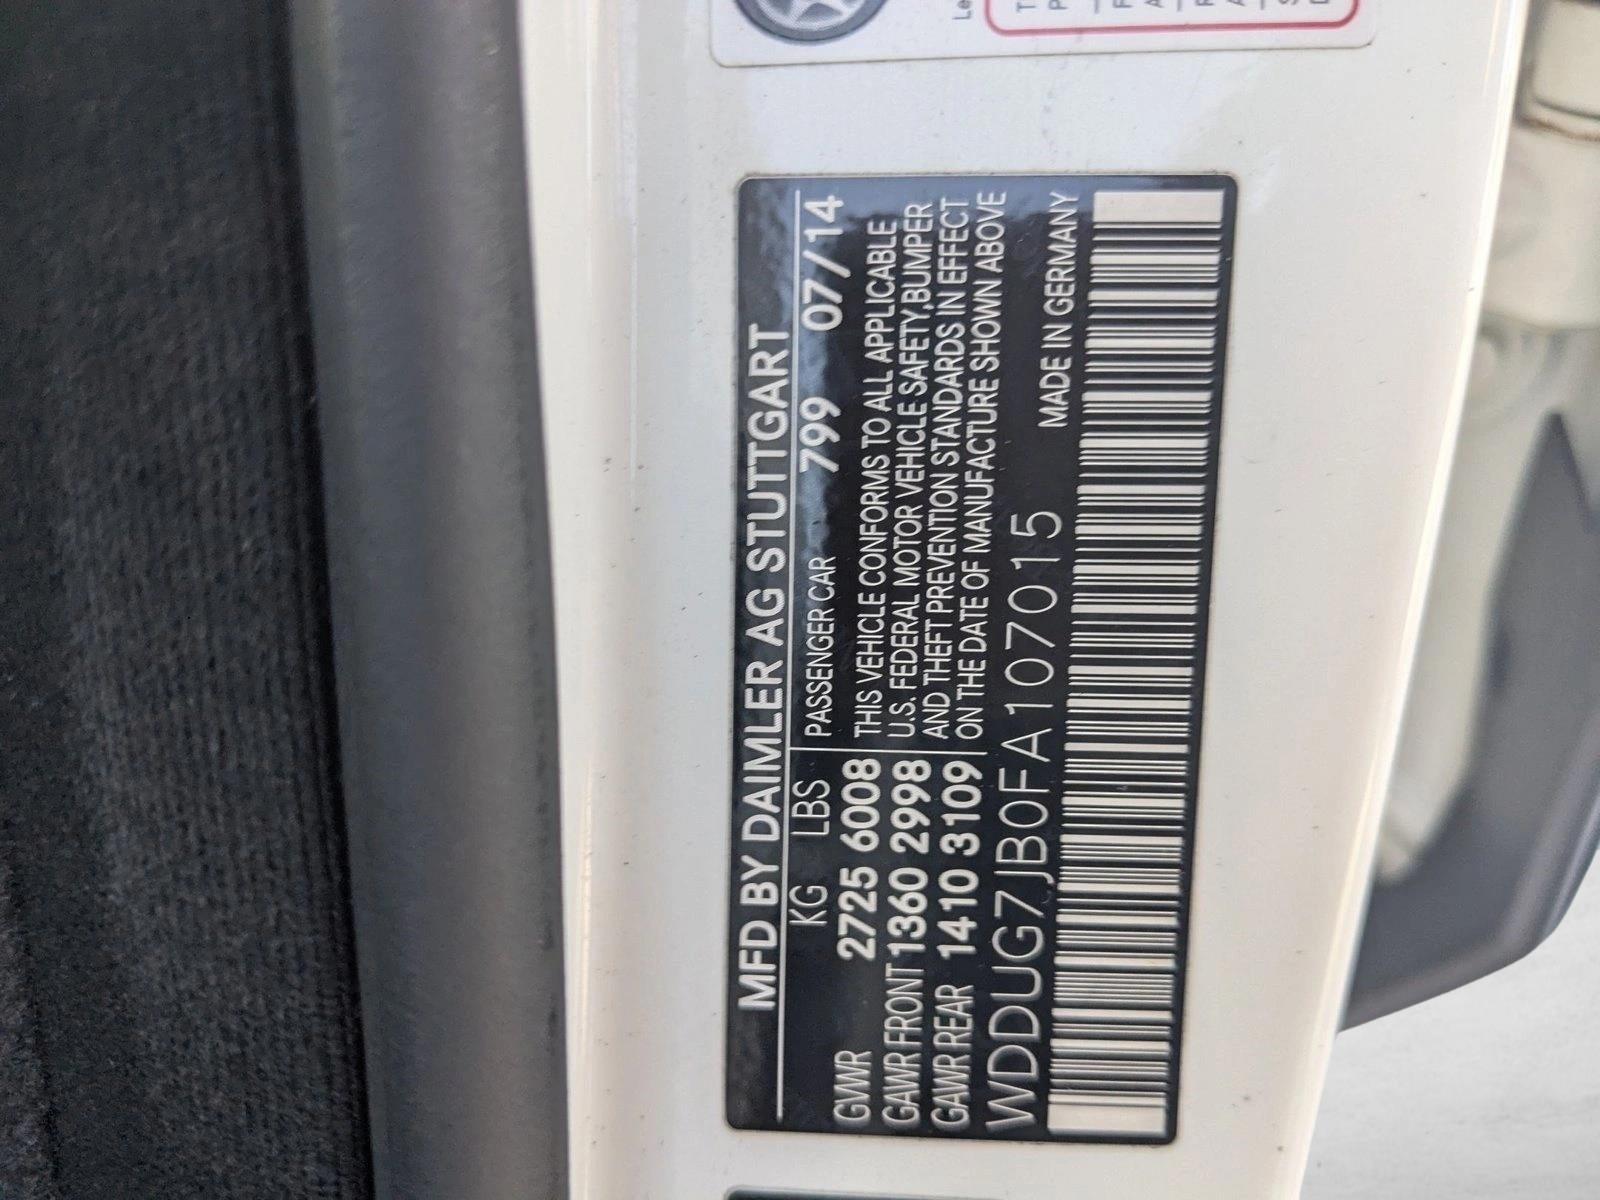 MFD BY DAIMLER AG STUTTGART
KG LBS PASSENGER CAR 799 07/14
GVWR 2725 6008 THIS VEHICLE CONFORMS TO ALL APPLICABLE
GAWR FRONT 1360 2998 U.S. FEDERAL MOTOR VEHICLE SAFETY,BUMPER
GAWR REAR 1410 3109 AND THEFT PREVENTION STANDARDS IN EFFECT
ON THE DATE OF MANUFACTURE SHOWN ABOVE
WDDUG7JB0FA107015 MADE IN GERMANY